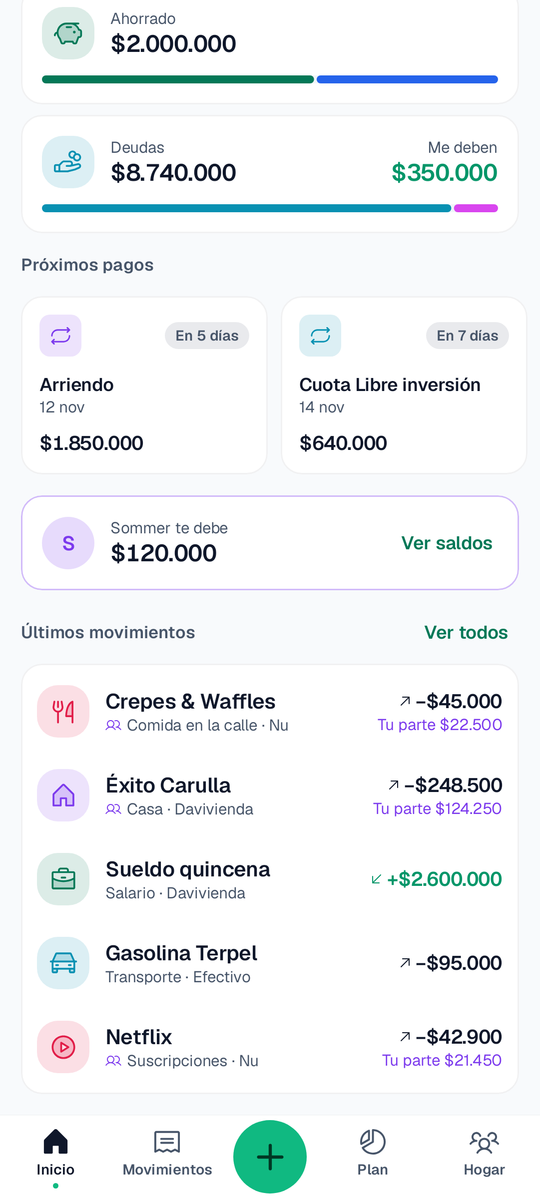 Ahorrado
$2.000.000
Deudas
Me deben
$8.740.000
$350.000
Próximos pagos
En 5 días
Arriendo
12 nov
$1.850.000
En 7 días
Cuota Libre inversión
14 nov
$640.000
S
Sommer te debe
$120.000
Ver saldos
Últimos movimientos
Ver todos
Crepes & Waffles
–$45.000
Comida en la calle · Nu
Tu parte $22.500
Éxito Carulla
–$248.500
Casa · Davivienda
Tu parte $124.250
Sueldo quincena
+$2.600.000
Salario · Davivienda
Gasolina Terpel
–$95.000
Transporte · Efectivo
Netflix
–$42.900
Suscripciones · Nu
Tu parte $21.450
Inicio
Movimientos
Plan
Hogar